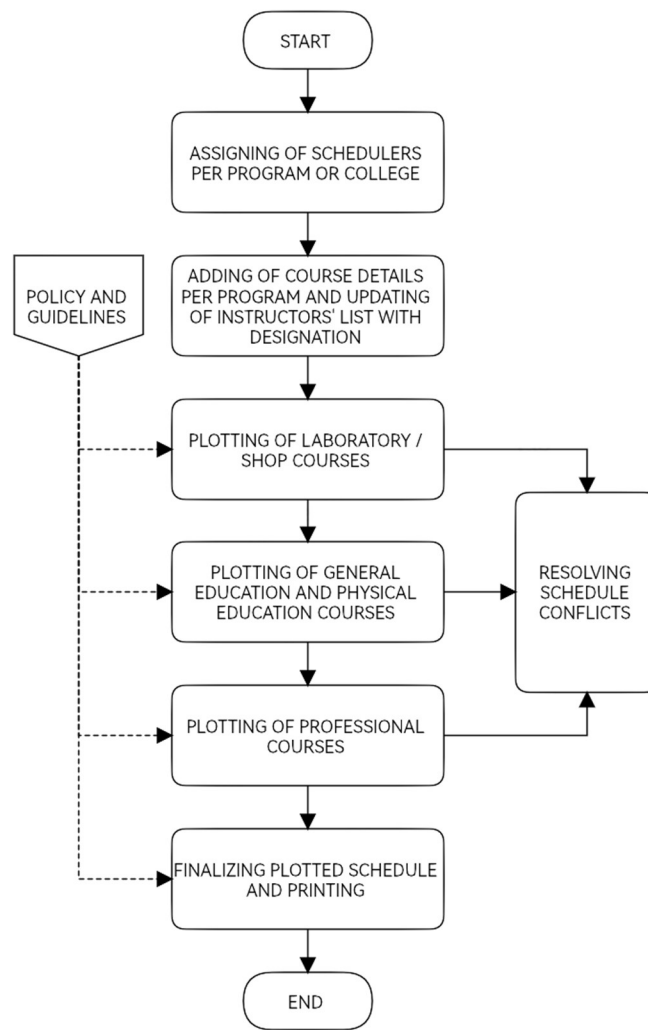 START
ASSIGNING OF SCHEDULERS
PER PROGRAM OR COLLEGE
POLICY AND
GUIDELINES
ADDING OF COURSE DETAILS
PER PROGRAM AND UPDATING
OF INSTRUCTORS' LIST WITH
DESIGNATION
PLOTTING OF LABORATORY /
SHOP COURSES
PLOTTING OF GENERAL
EDUCATION AND PHYSICAL
EDUCATION COURSES
RESOLVING
SCHEDULE
CONFLICTS
PLOTTING OF PROFESSIONAL
COURSES
FINALIZING PLOTTED SCHEDULE
AND PRINTING
END